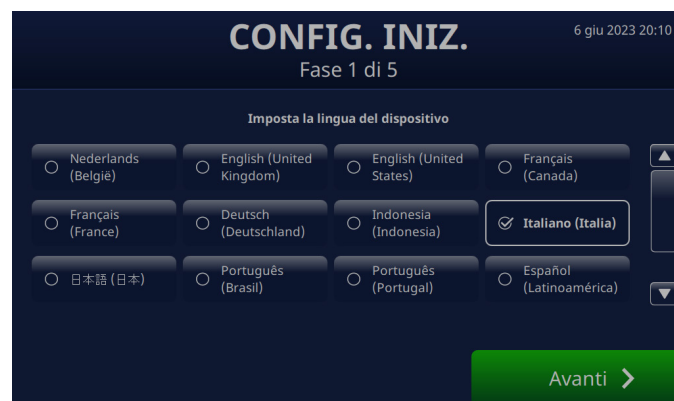 CONFIG. INIZ.
6 giu 2023 20:10
Fase 1 di 5
Imposta la lingua del dispositivo
Nederlands
(België)
English (United
Kingdom)
English (United
States)
Français
(Canada)
Français
(France)
Deutsch
(Deutschland)
Indonesia
(Indonesia)
Italiano (Italia)
日本語 (日本)
Português
(Brasil)
Português
(Portugal)
Español
(Latinoamérica)
Avanti